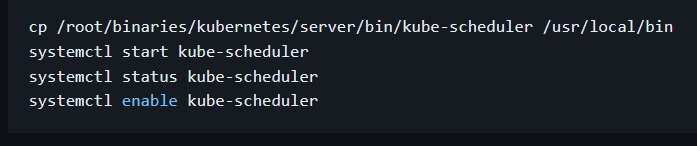 cp /root/binaries/kubernetes/server/bin/kube-scheduler /usr/local/bin
systemctl start kube-scheduler
systemctl status kube-scheduler
systemctl enable kube-scheduler